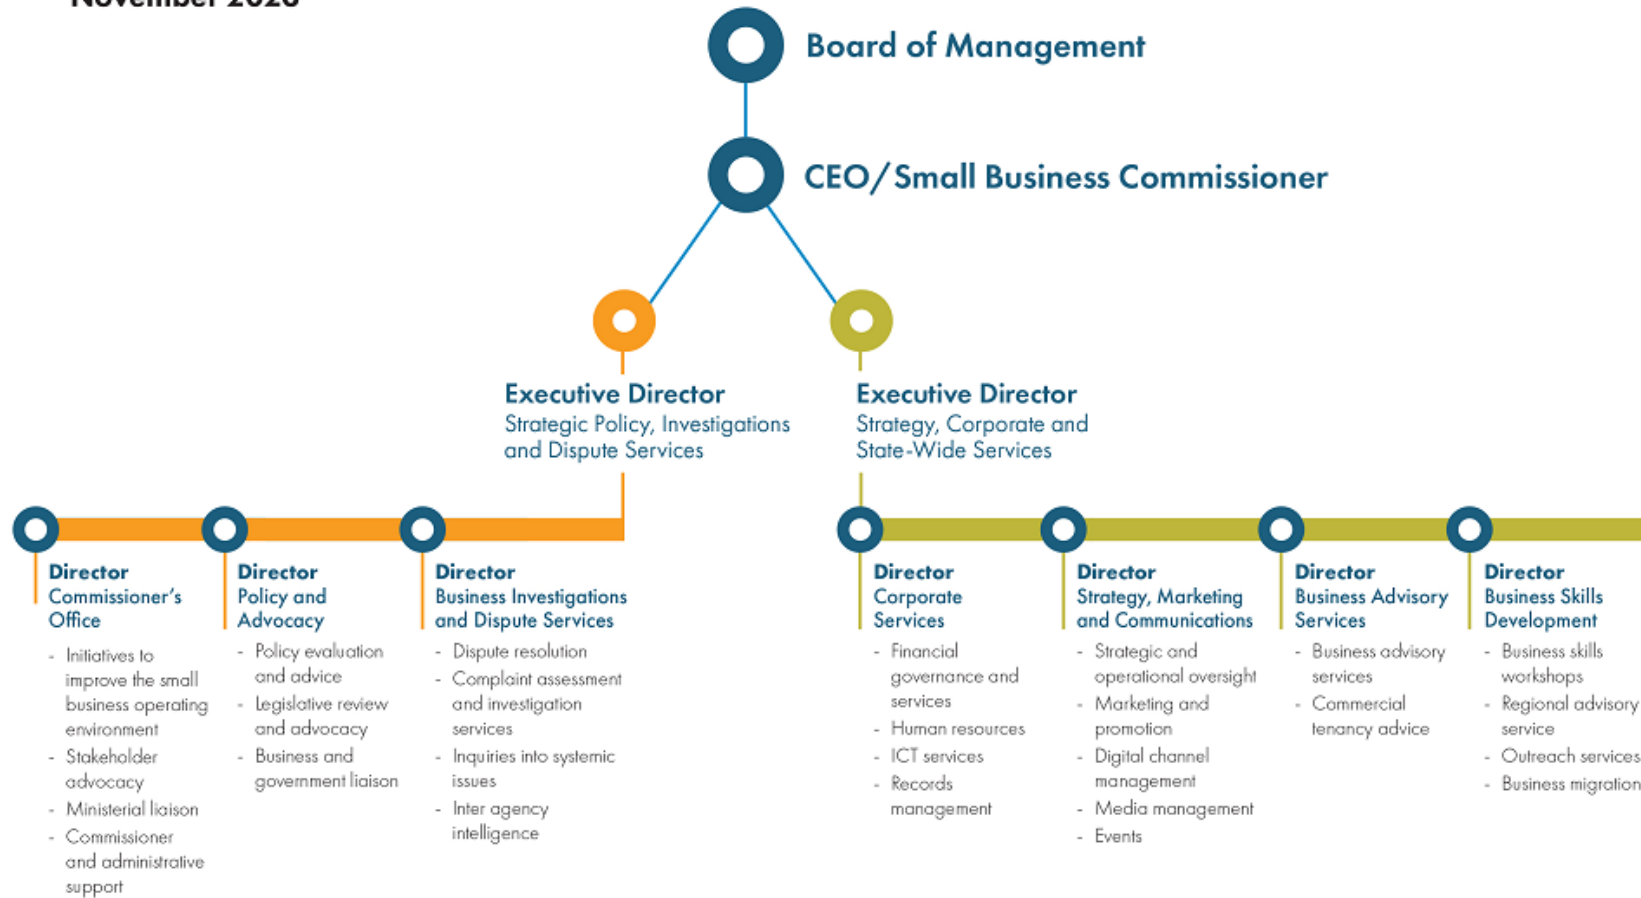 November
Board of Management
CEO/Small Business Commissioner
Executive Director
Strategic Policy, Investigations
and Dispute Services
Executive Director
Strategy, Corporate and
State-Wide Services
Director
Commissioner's
Office
- Initiatives to
improve the small
business operating
environment
- Stakeholder
advocacy
- Ministerial liaison
- Commissioner
and administrative
support
Director
Policy and
Advocacy
- Policy evaluation
and advice
- Legislative review
and advocacy
- Business and
government liaison
Director
Business Investigations
and Dispute Services
- Dispute resolution
- Complaint assessment
and investigation
services
- Inquiries into systemic
issues
- Inter agency
intelligence
Director
Corporate
Services
- Financial
governance and
services
- Human resources
- ICT services
- Records
management
Director
Strategy, Marketing
and Communications
- Strategic and
operational oversight
- Marketing and
promotion
- Digital channel
management
- Media management
- Events
Director
Business Advisory
Services
- Business advisory
services
- Commercial
tenancy advice
Director
Business Skills
Development
- Business skills
workshops
- Regional advisory
service
- Outreach services
- Business migration